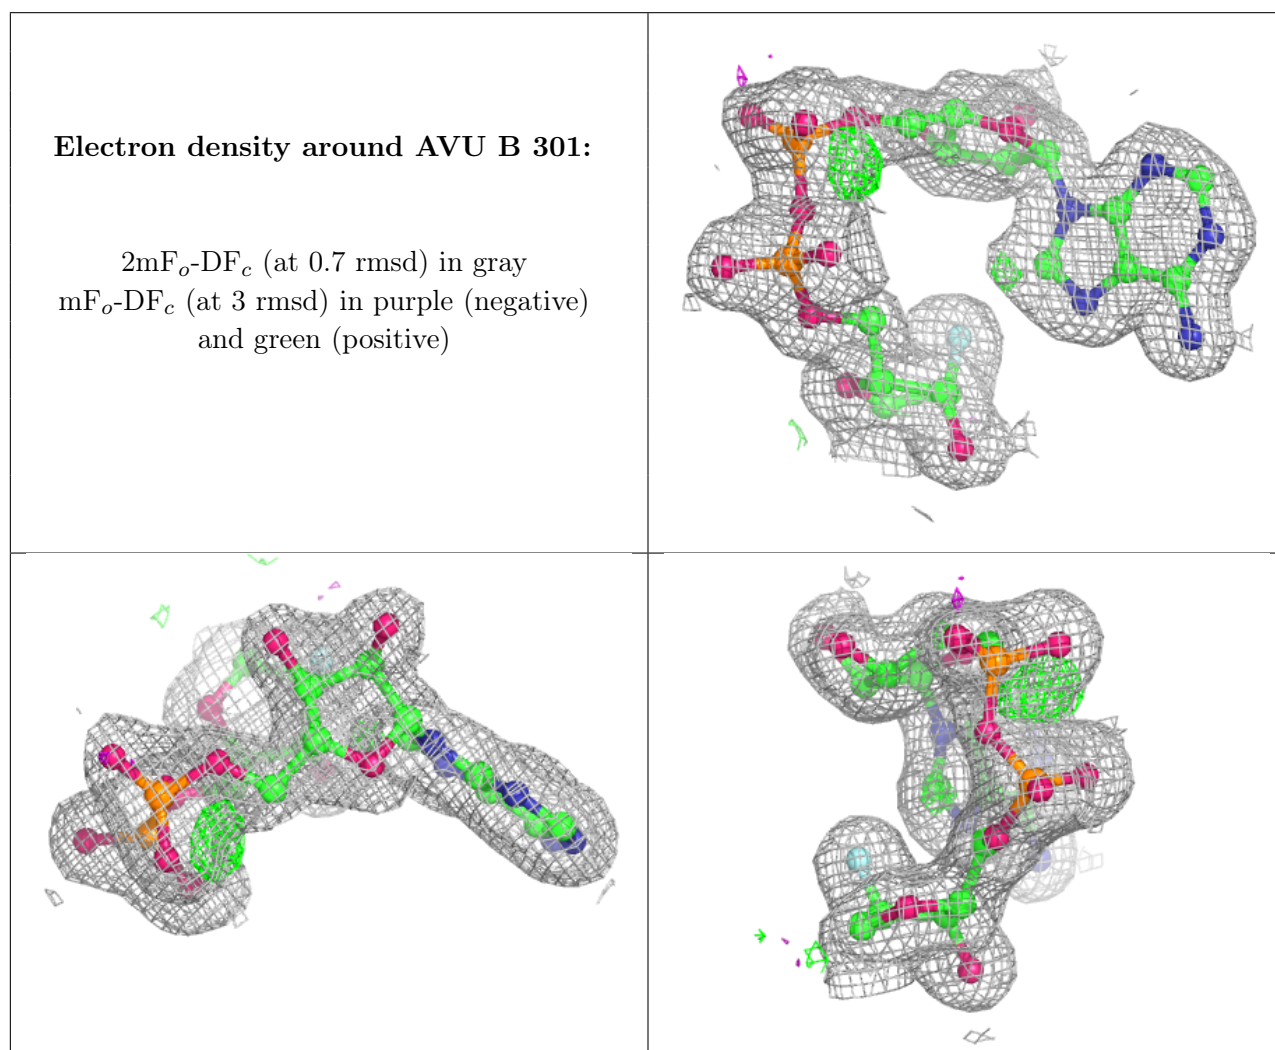 Electron density around AVU B 301:
2mFo-DFc (at 0.7 rmsd) in gray
mFo-DFc (at 3 rmsd) in purple (negative)
and green (positive)